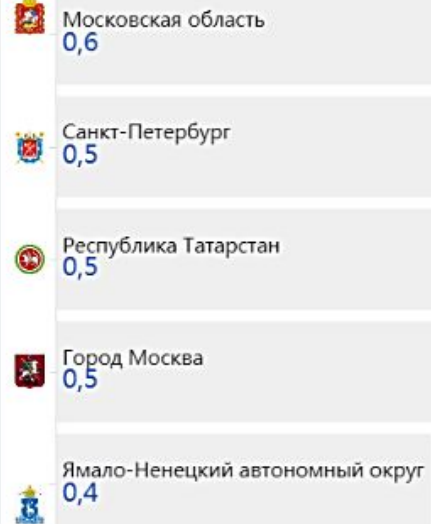 Московская область
0,6
Санкт-Петербург
0,5
Республика Татарстан
0,5
Город Москва
0,5
Ямало-Ненецкий автономный округ
0,4